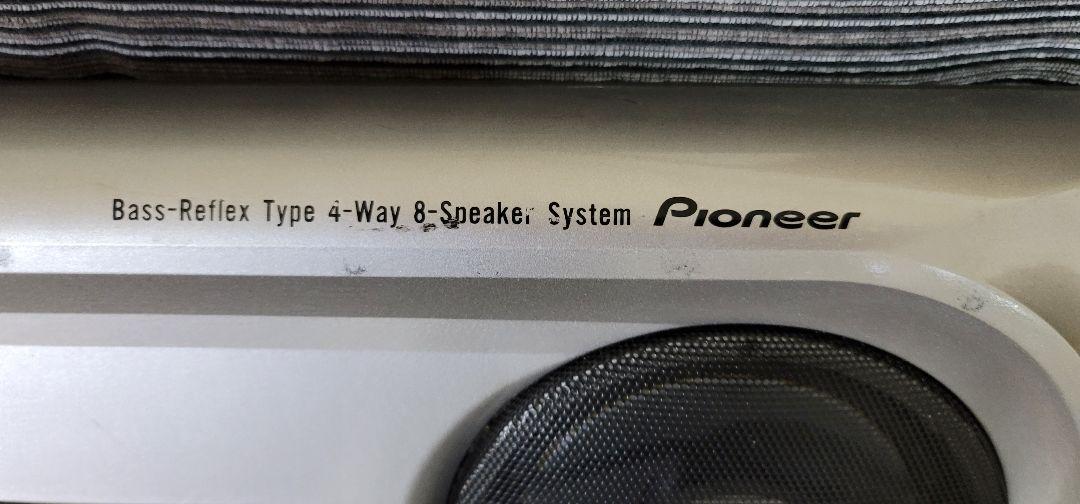 Bass-Reflex Type 4-Way 8-Speaker System Pioneer